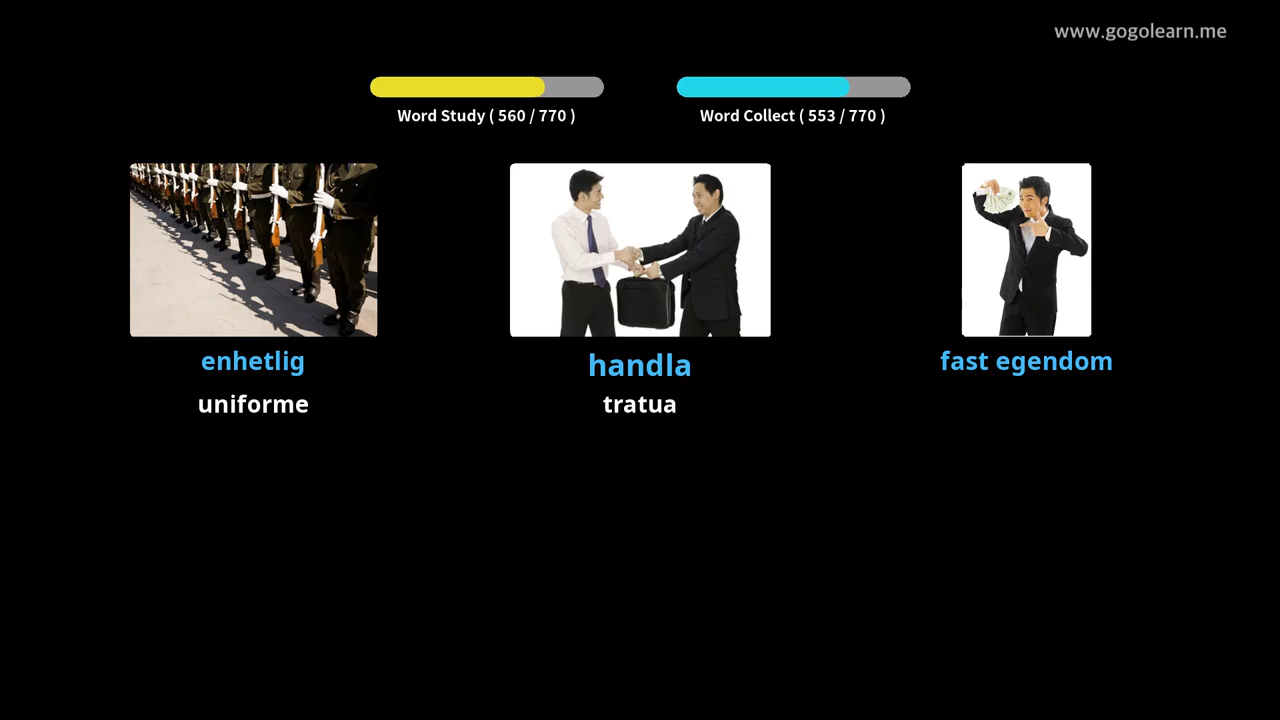 www.gogolearn.me
Word Study ( 560 / 770 )
Word Collect ( 553 / 770 )
enhetlig
handla
fast egendom
uniforme
tratua